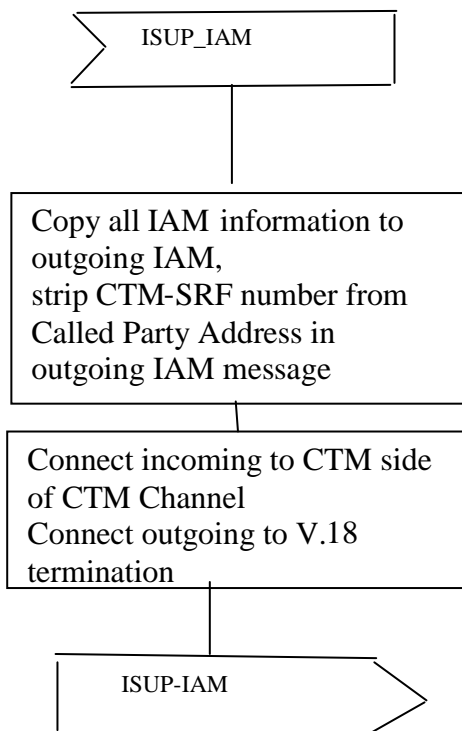 ISUP_IAM
Copy all IAM information to
outgoing IAM,
strip CTM-SRF number from
Called Party Address in
outgoing IAM message
Connect incoming to CTM side
of CTM Channel
Connect outgoing to V.18
termination
ISUP-IAM